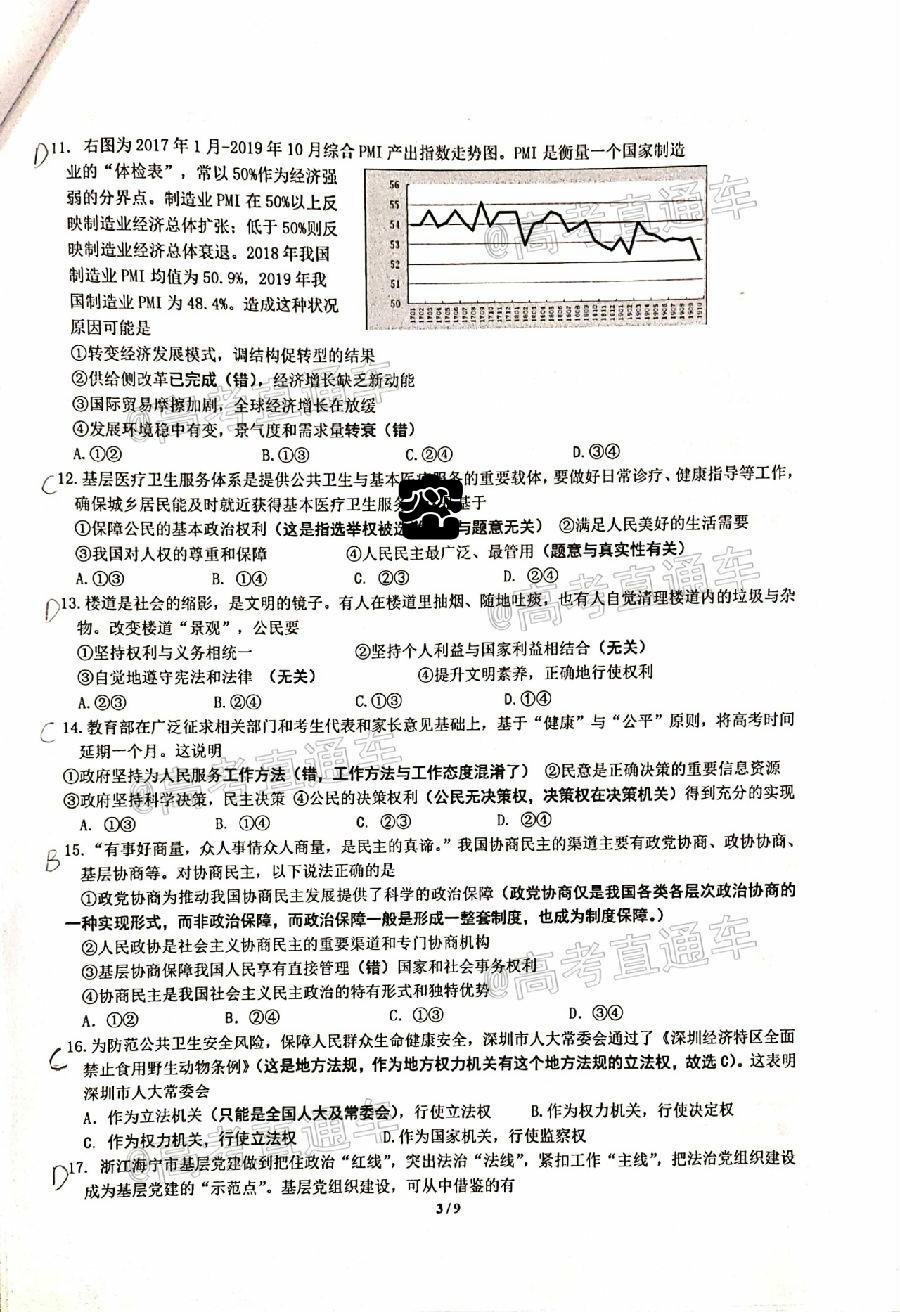 D 11. 右图为2017年1月-2019年10月综合PMI产出指数走势图。PMI是衡量一个国家制造
业的“体检表”，常以50%作为经济强
弱的分界点。制造业PMI在50%以上反
映制造业经济总体扩张；低于50%则反
映制造业经济总体衰退。2018年我国
制造业PMI均值为50.9%，2019年我
国制造业PMI为48.4%。造成这种状况
原因可能是
56
55
54
53
52
51
50
①转变经济发展模式，调结构促转型的结果
②供给侧改革已完成（错），经济增长缺乏新动能
③国际贸易摩擦加剧，全球经济增长在放缓
④发展环境稳中有变，景气度和需求量转衰（错）
A.①② B.①③ C.②④ D.③④
C 12. 基层医疗卫生服务体系是提供公共卫生与基本医疗服务的重要载体，要做好日常诊疗、健康指导等工作，
确保城乡居民能及时就近获得基本医疗卫生服 基于
①保障公民的基本政治权利（这是指选举权被选 与题意无关） ②满足人民美好的生活需要
③我国对人权的尊重和保障 ④人民民主最广泛、最管用（题意与真实性有关）
A. ①③ B. ①④ C. ②③ D. ②④
D 13. 楼道是社会的缩影，是文明的镜子。有人在楼道里抽烟、随地吐痰，也有人自觉清理楼道内的垃圾与杂
物。改变楼道“景观”，公民要
①坚持权利与义务相统一 ②坚持个人利益与国家利益相结合（无关）
③自觉地遵守宪法和法律（无关） ④提升文明素养，正确地行使权利
A.②③ B.②④ C.①③ D.①④
C 14. 教育部在广泛征求相关部门和考生代表和家长意见基础上，基于“健康”与“公平”原则，将高考时间
延期一个月。这说明
①政府坚持为人民服务工作方法（错，工作方法与工作态度混淆了） ②民意是正确决策的重要信息资源
③政府坚持科学决策，民主决策 ④公民的决策权利（公民无决策权，决策权在决策机关）得到充分的实现
A. ①③ B. ①④ C. ②③ D. ②④
B 15. “有事好商量，众人事情众人商量，是民主的真谛。”我国协商民主的渠道主要有政党协商、政协协商、
基层协商等。对协商民主，以下说法正确的是
①政党协商为推动我国协商民主发展提供了科学的政治保障（政党协商仅是我国各类各层次政治协商的
一种实现形式，而非政治保障，而政治保障一般是形成一整套制度，也成为制度保障。）
②人民政协是社会主义协商民主的重要渠道和专门协商机构
③基层协商保障我国人民享有直接管理（错）国家和社会事务权利
④协商民主是我国社会主义民主政治的特有形式和独特优势
A. ①② B. ②④ C. ①③ D. ③④
C 16. 为防范公共卫生安全风险，保障人民群众生命健康安全，深圳市人大常委会通过了《深圳经济特区全面
禁止食用野生动物条例》（这是地方法规，作为地方权力机关有这个地方法规的立法权，故选C）。这表明
深圳市人大常委会
A. 作为立法机关（只能是全国人大及常委会），行使立法权 B.作为权力机关，行使决定权
C. 作为权力机关，行使立法权 D.作为国家机关，行使监察权
D 17. 浙江海宁市基层党建做到把住政治“红线”，突出法治“法线”，紧扣工作“主线”，把法治党组织建设
成为基层党建的“示范点”。基层党组织建设，可从中借鉴的有
3/9
@高考直通车
@高考直通车
@高考直通车
@高考直通车
@高考直通车
@高考直通车